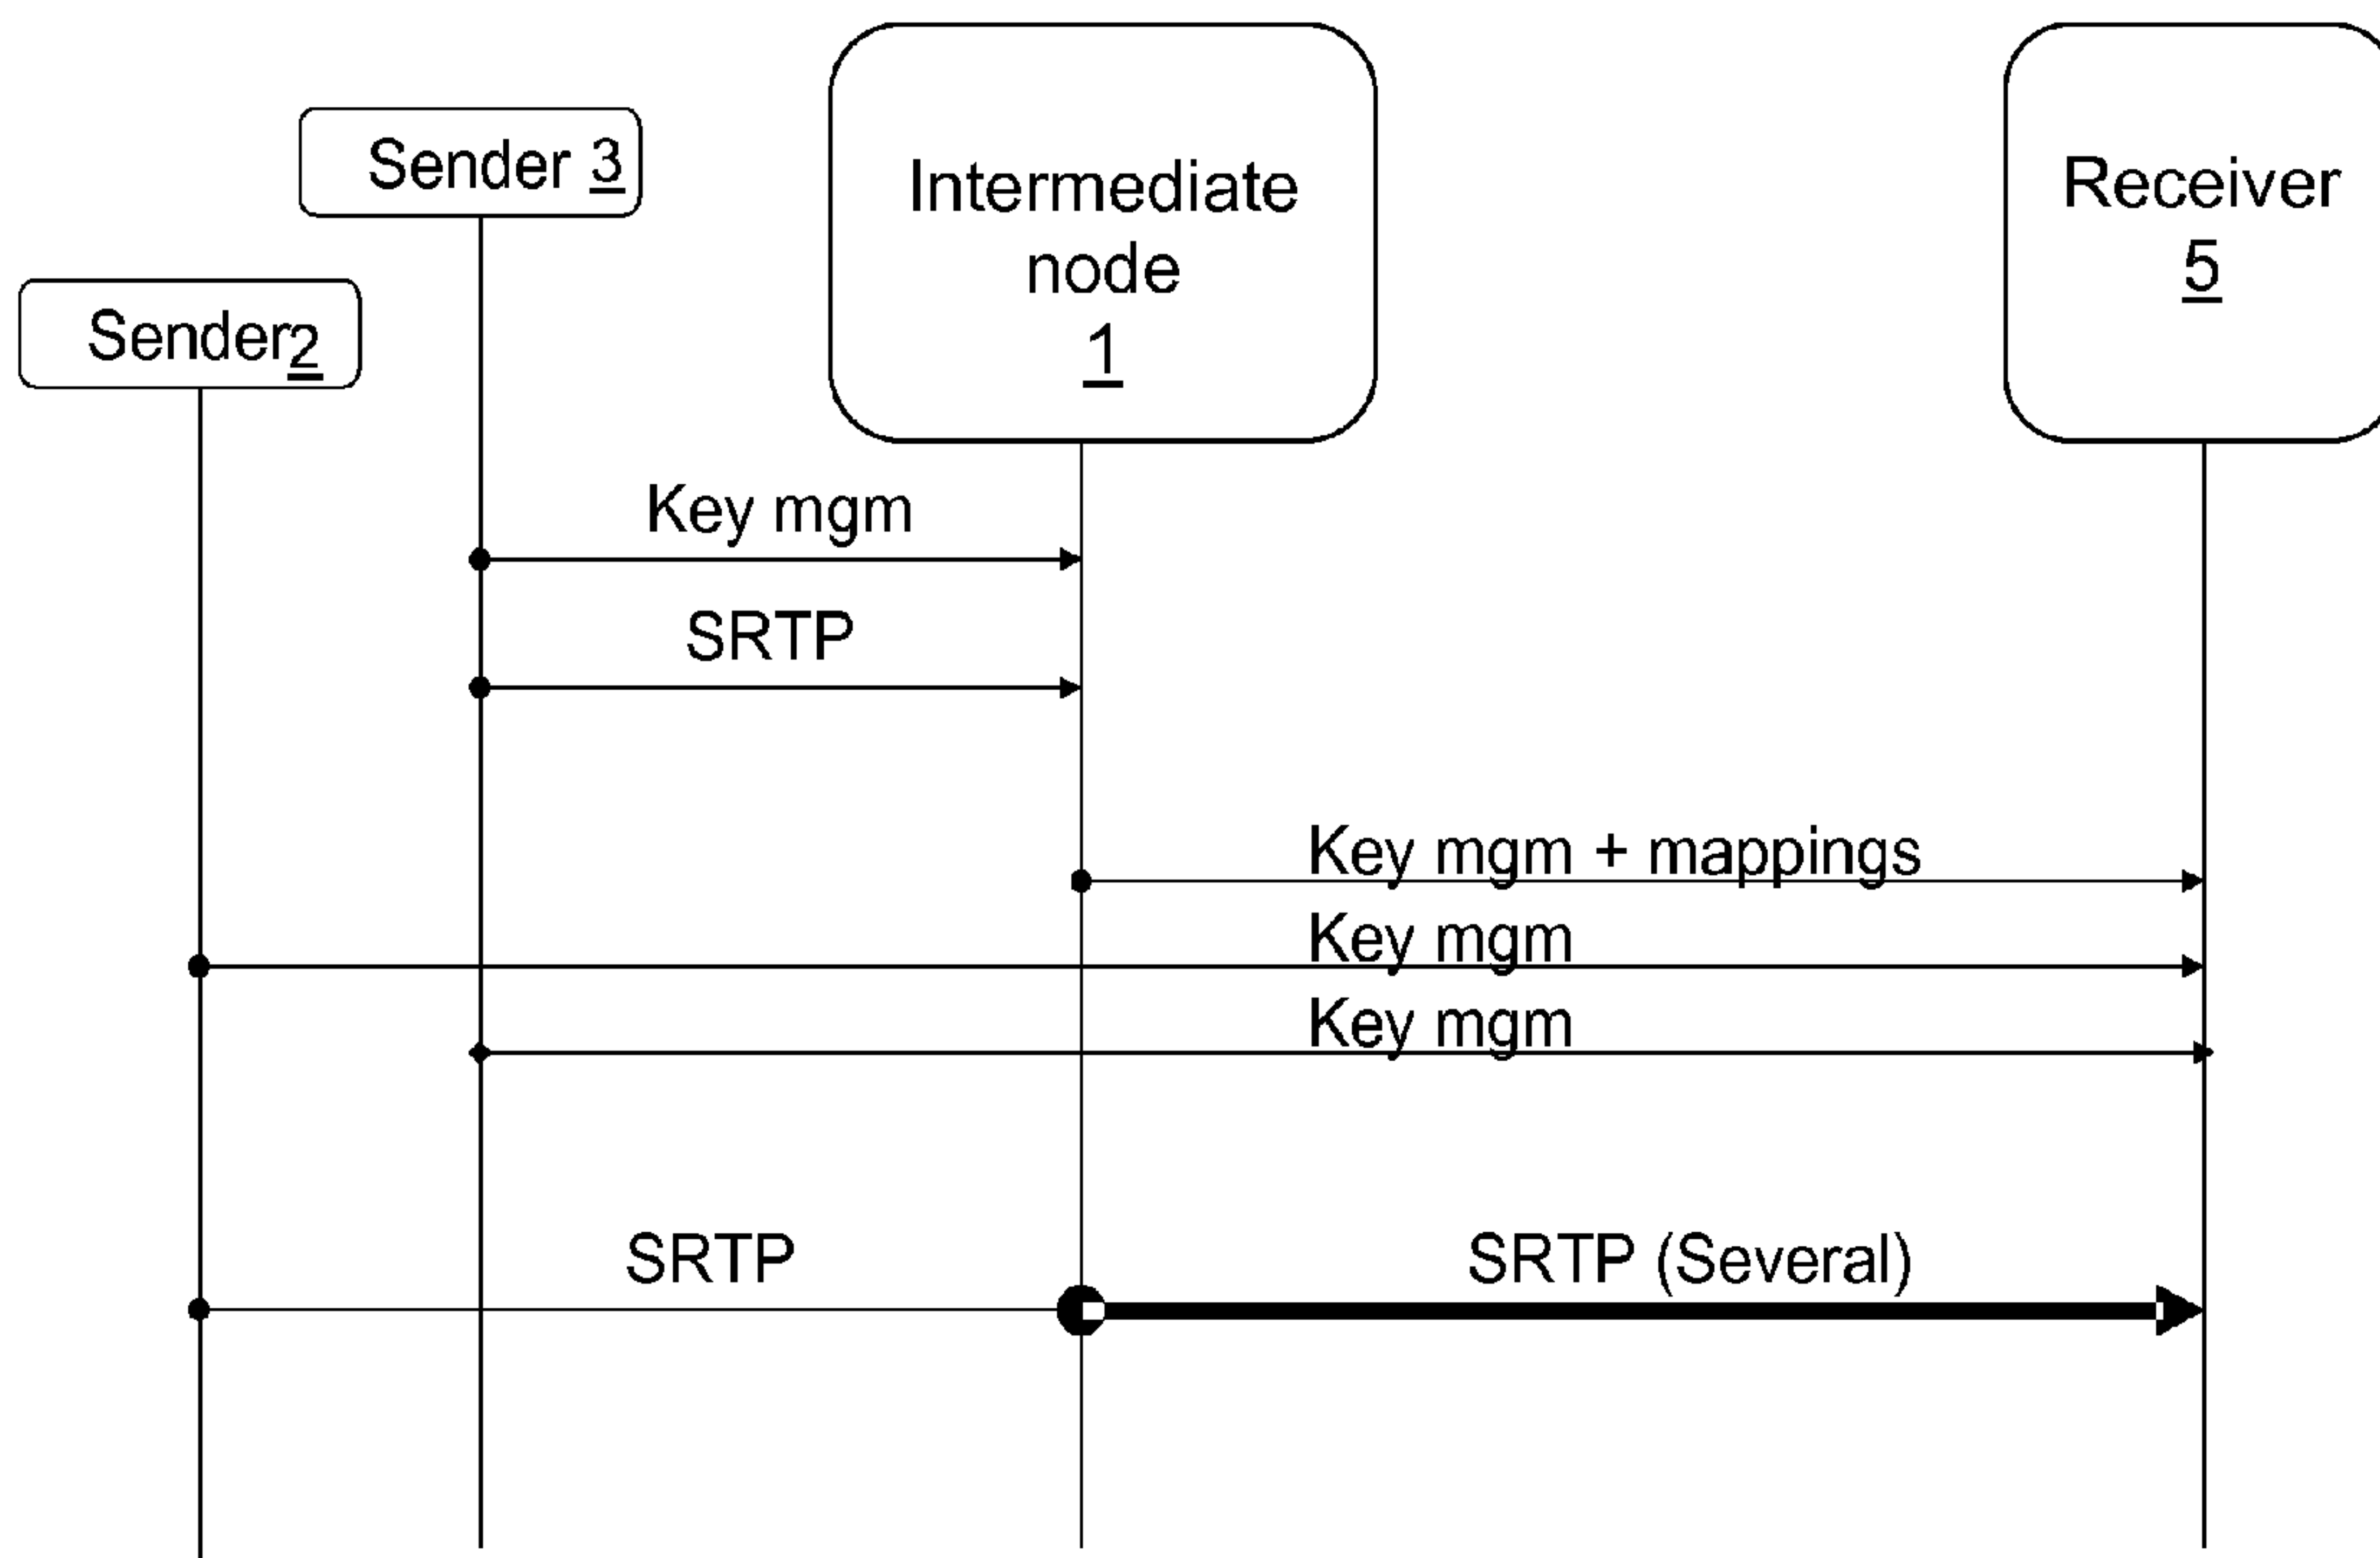 Sender 3
Intermediate
node
1
Receiver
5
Sender2
Key mgm
SRTP
Key mgm + mappings
Key mgm
Key mgm
SRTP
SRTP (Several)